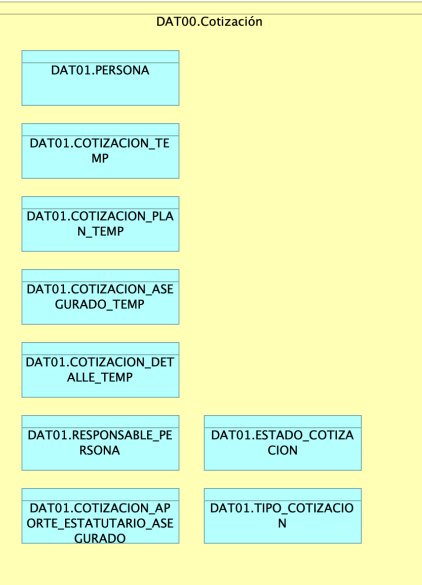 DAT00.Cotización
DAT01.PERSONA
DAT01.COTIZACION_TE
MP
DAT01.COTIZACION_PLA
N_TEMP
DAT01.COTIZACION_ASE
GURADO_TEMP
DAT01.COTIZACION_DET
ALLE_TEMP
DAT01.RESPONSABLE_PE
RSONA
DAT01.ESTADO_COTIZA
CION
DAT01.COTIZACION_AP
ORTE_ESTATUTARIO_ASE
GURADO
DAT01.TIPO_COTIZACIO
N